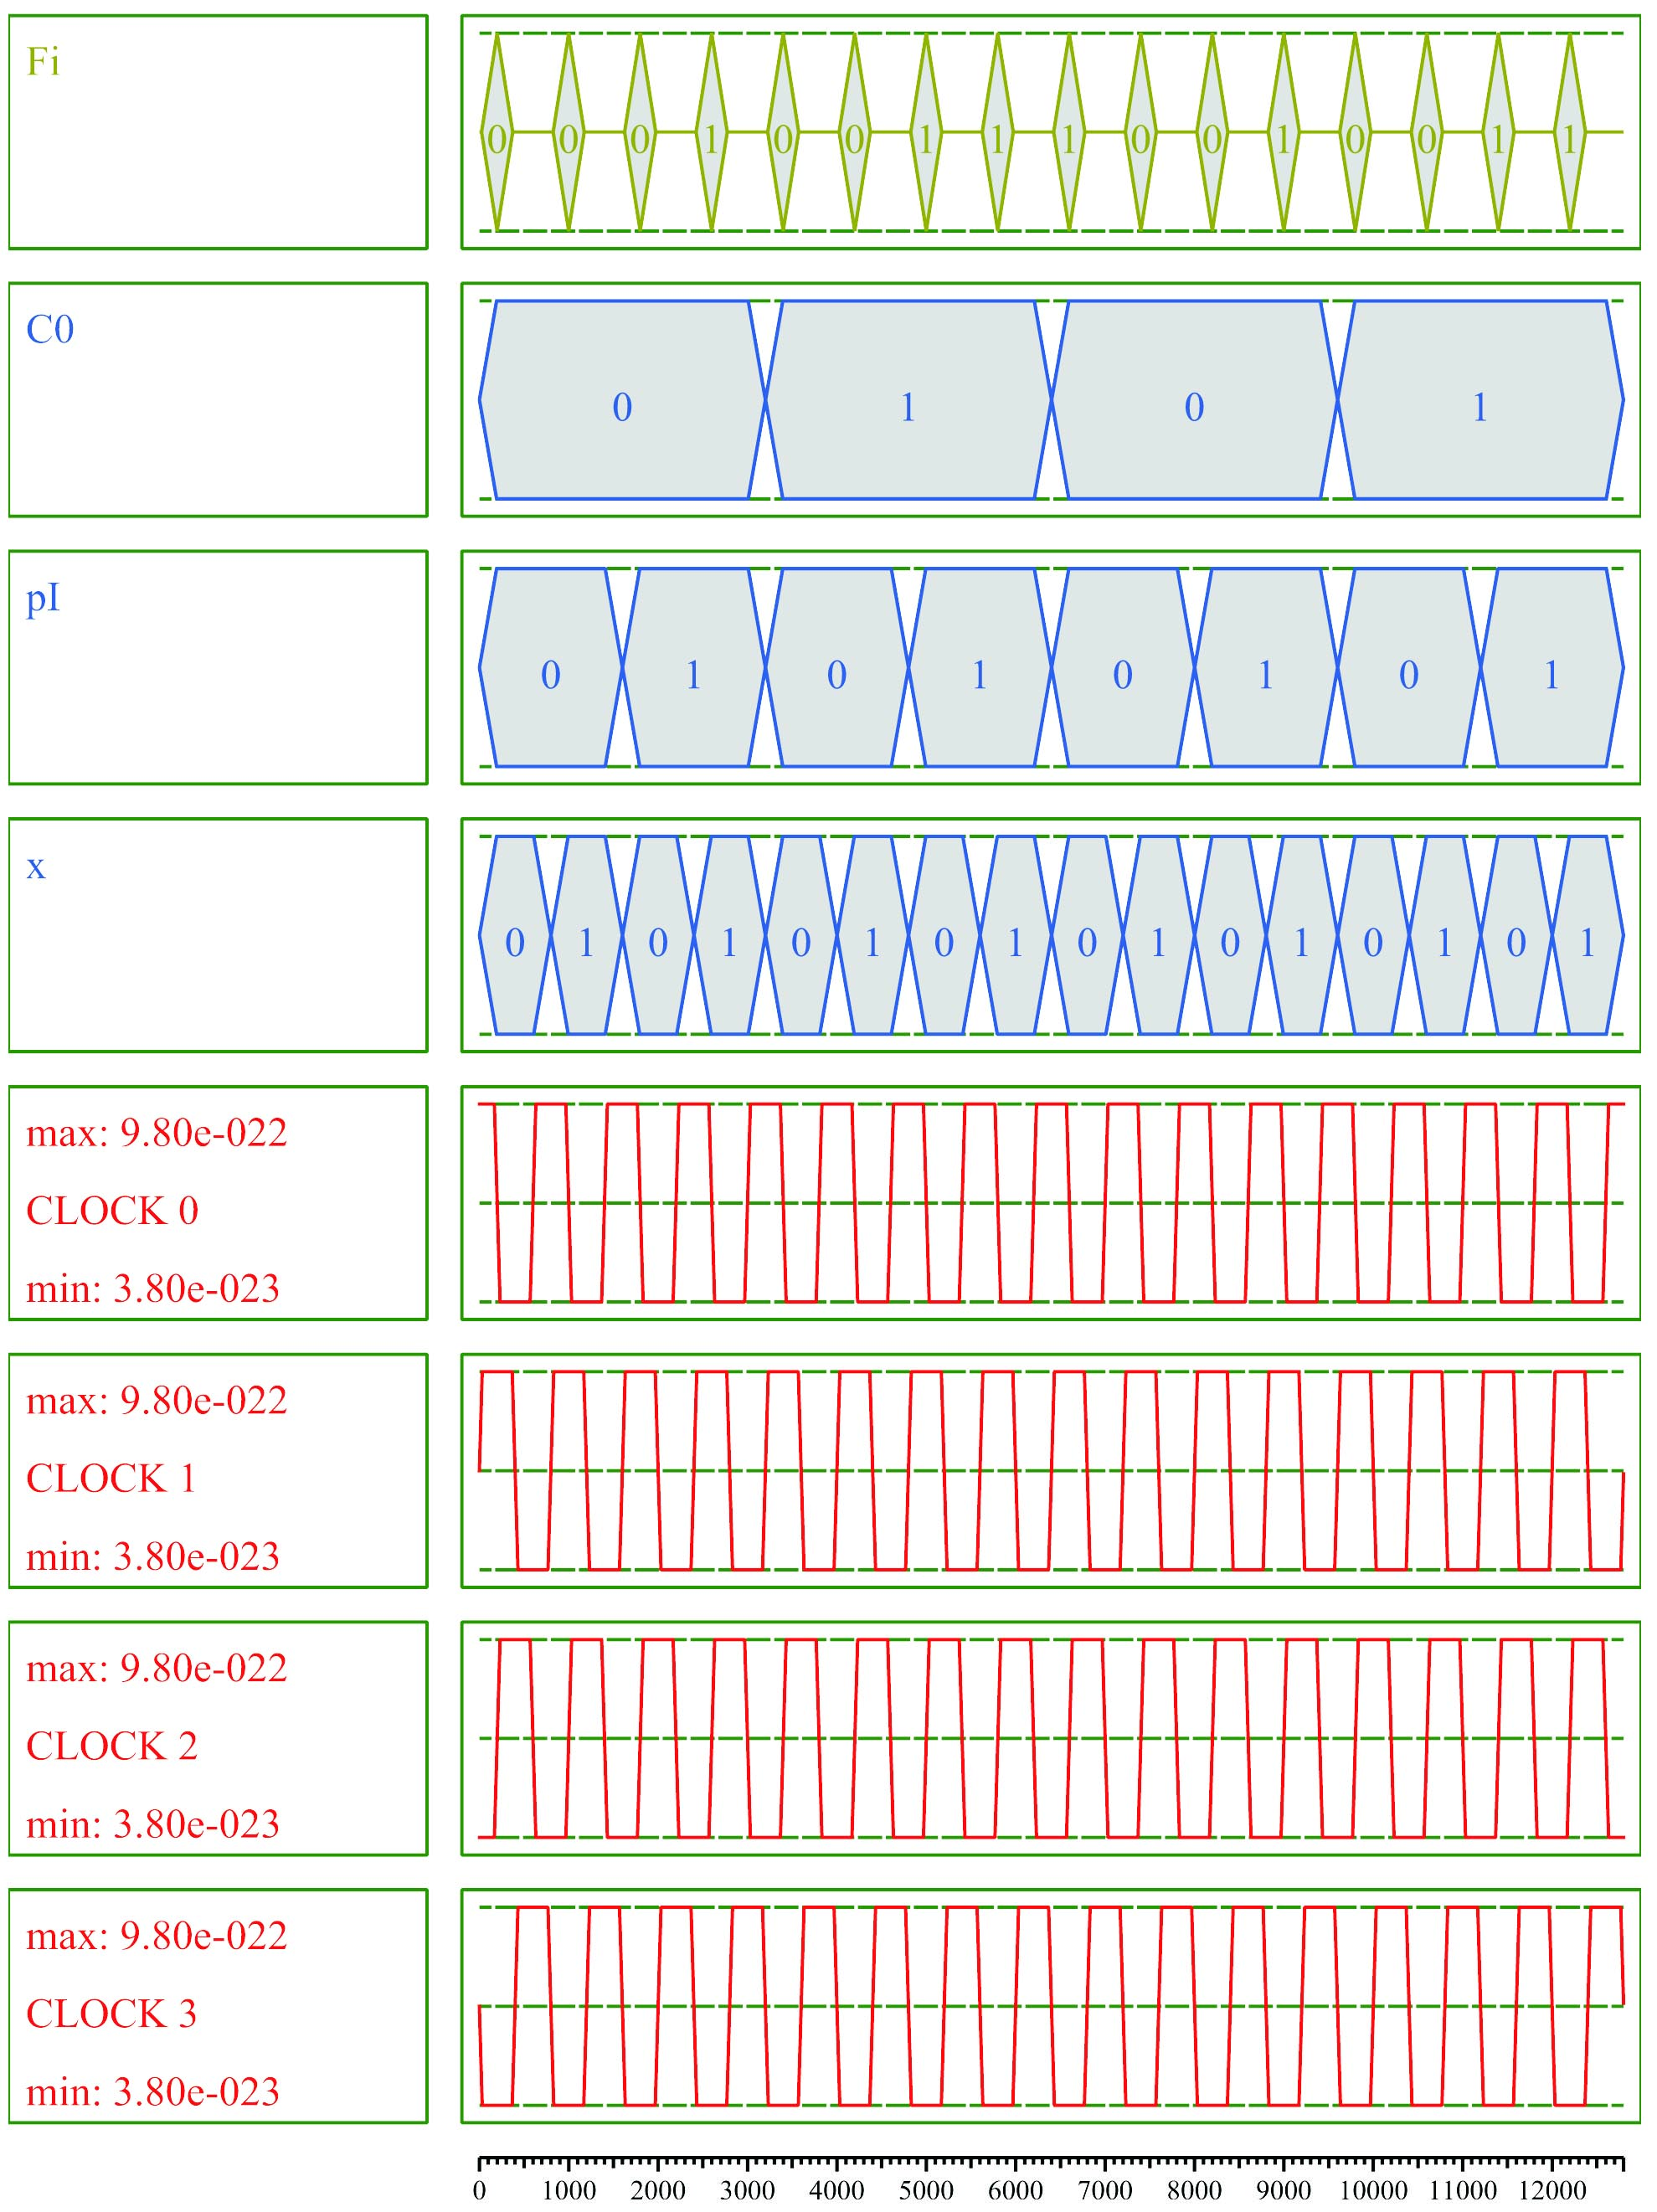 Fi
0 0 0 1 0 0 1 1 1 0 0 1 0 0 1 1
C0
0 1 0 1
pI
0 1 0 1 0 1 0 1
x
0 1 0 1 0 1 0 1 0 1 0 1 0 1 0 1
max: 9.80e-022
CLOCK 0
min: 3.80e-023
max: 9.80e-022
CLOCK 1
min: 3.80e-023
max: 9.80e-022
CLOCK 2
min: 3.80e-023
max: 9.80e-022
CLOCK 3
min: 3.80e-023
0 1000 2000 3000 4000 5000 6000 7000 8000 9000 10000 11000 12000